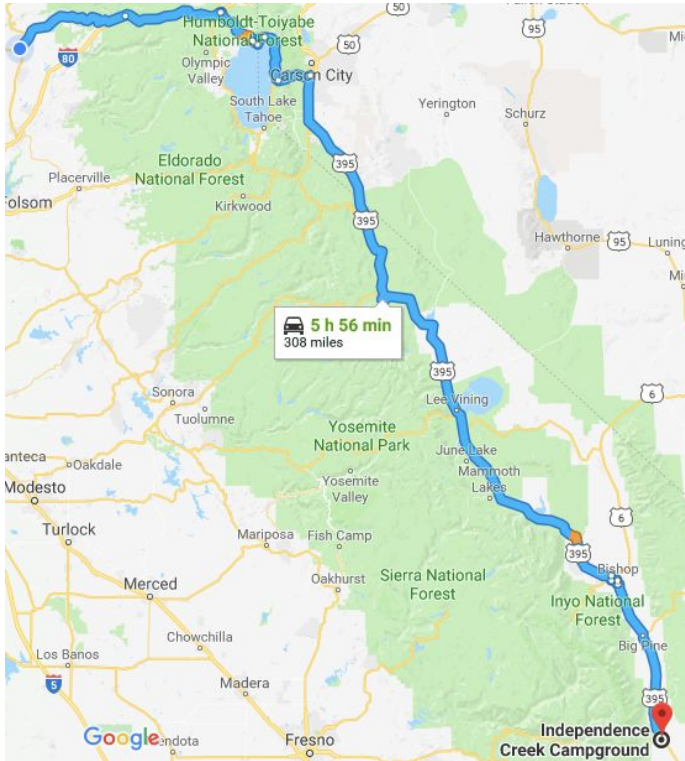 Humboldt-Toiyabe
National Forest
50
95
80
Olympic
Valley
Carson City
50
Yerington
Schurz
South Lake
Tahoe
Eldorado
National Forest
Placerville
395
Folsom
Kirkwood
395
Hawthorne
95
5 h 56 min
308 miles
395
Sonora
Tuolumne
Lee Vining
6
Yosemite
National Park
June Lake
Mammoth
Lakes
Oakdale
Modesto
Yosemite
Valley
Turlock
6
Mariposa
Fish Camp
395
Bishop
Merced
Oakhurst
Sierra National
Forest
Inyo National
Forest
Chowchilla
Big Pine
Los Banos
5
Madera
395
Independence
Creek Campground
Google
Fresno